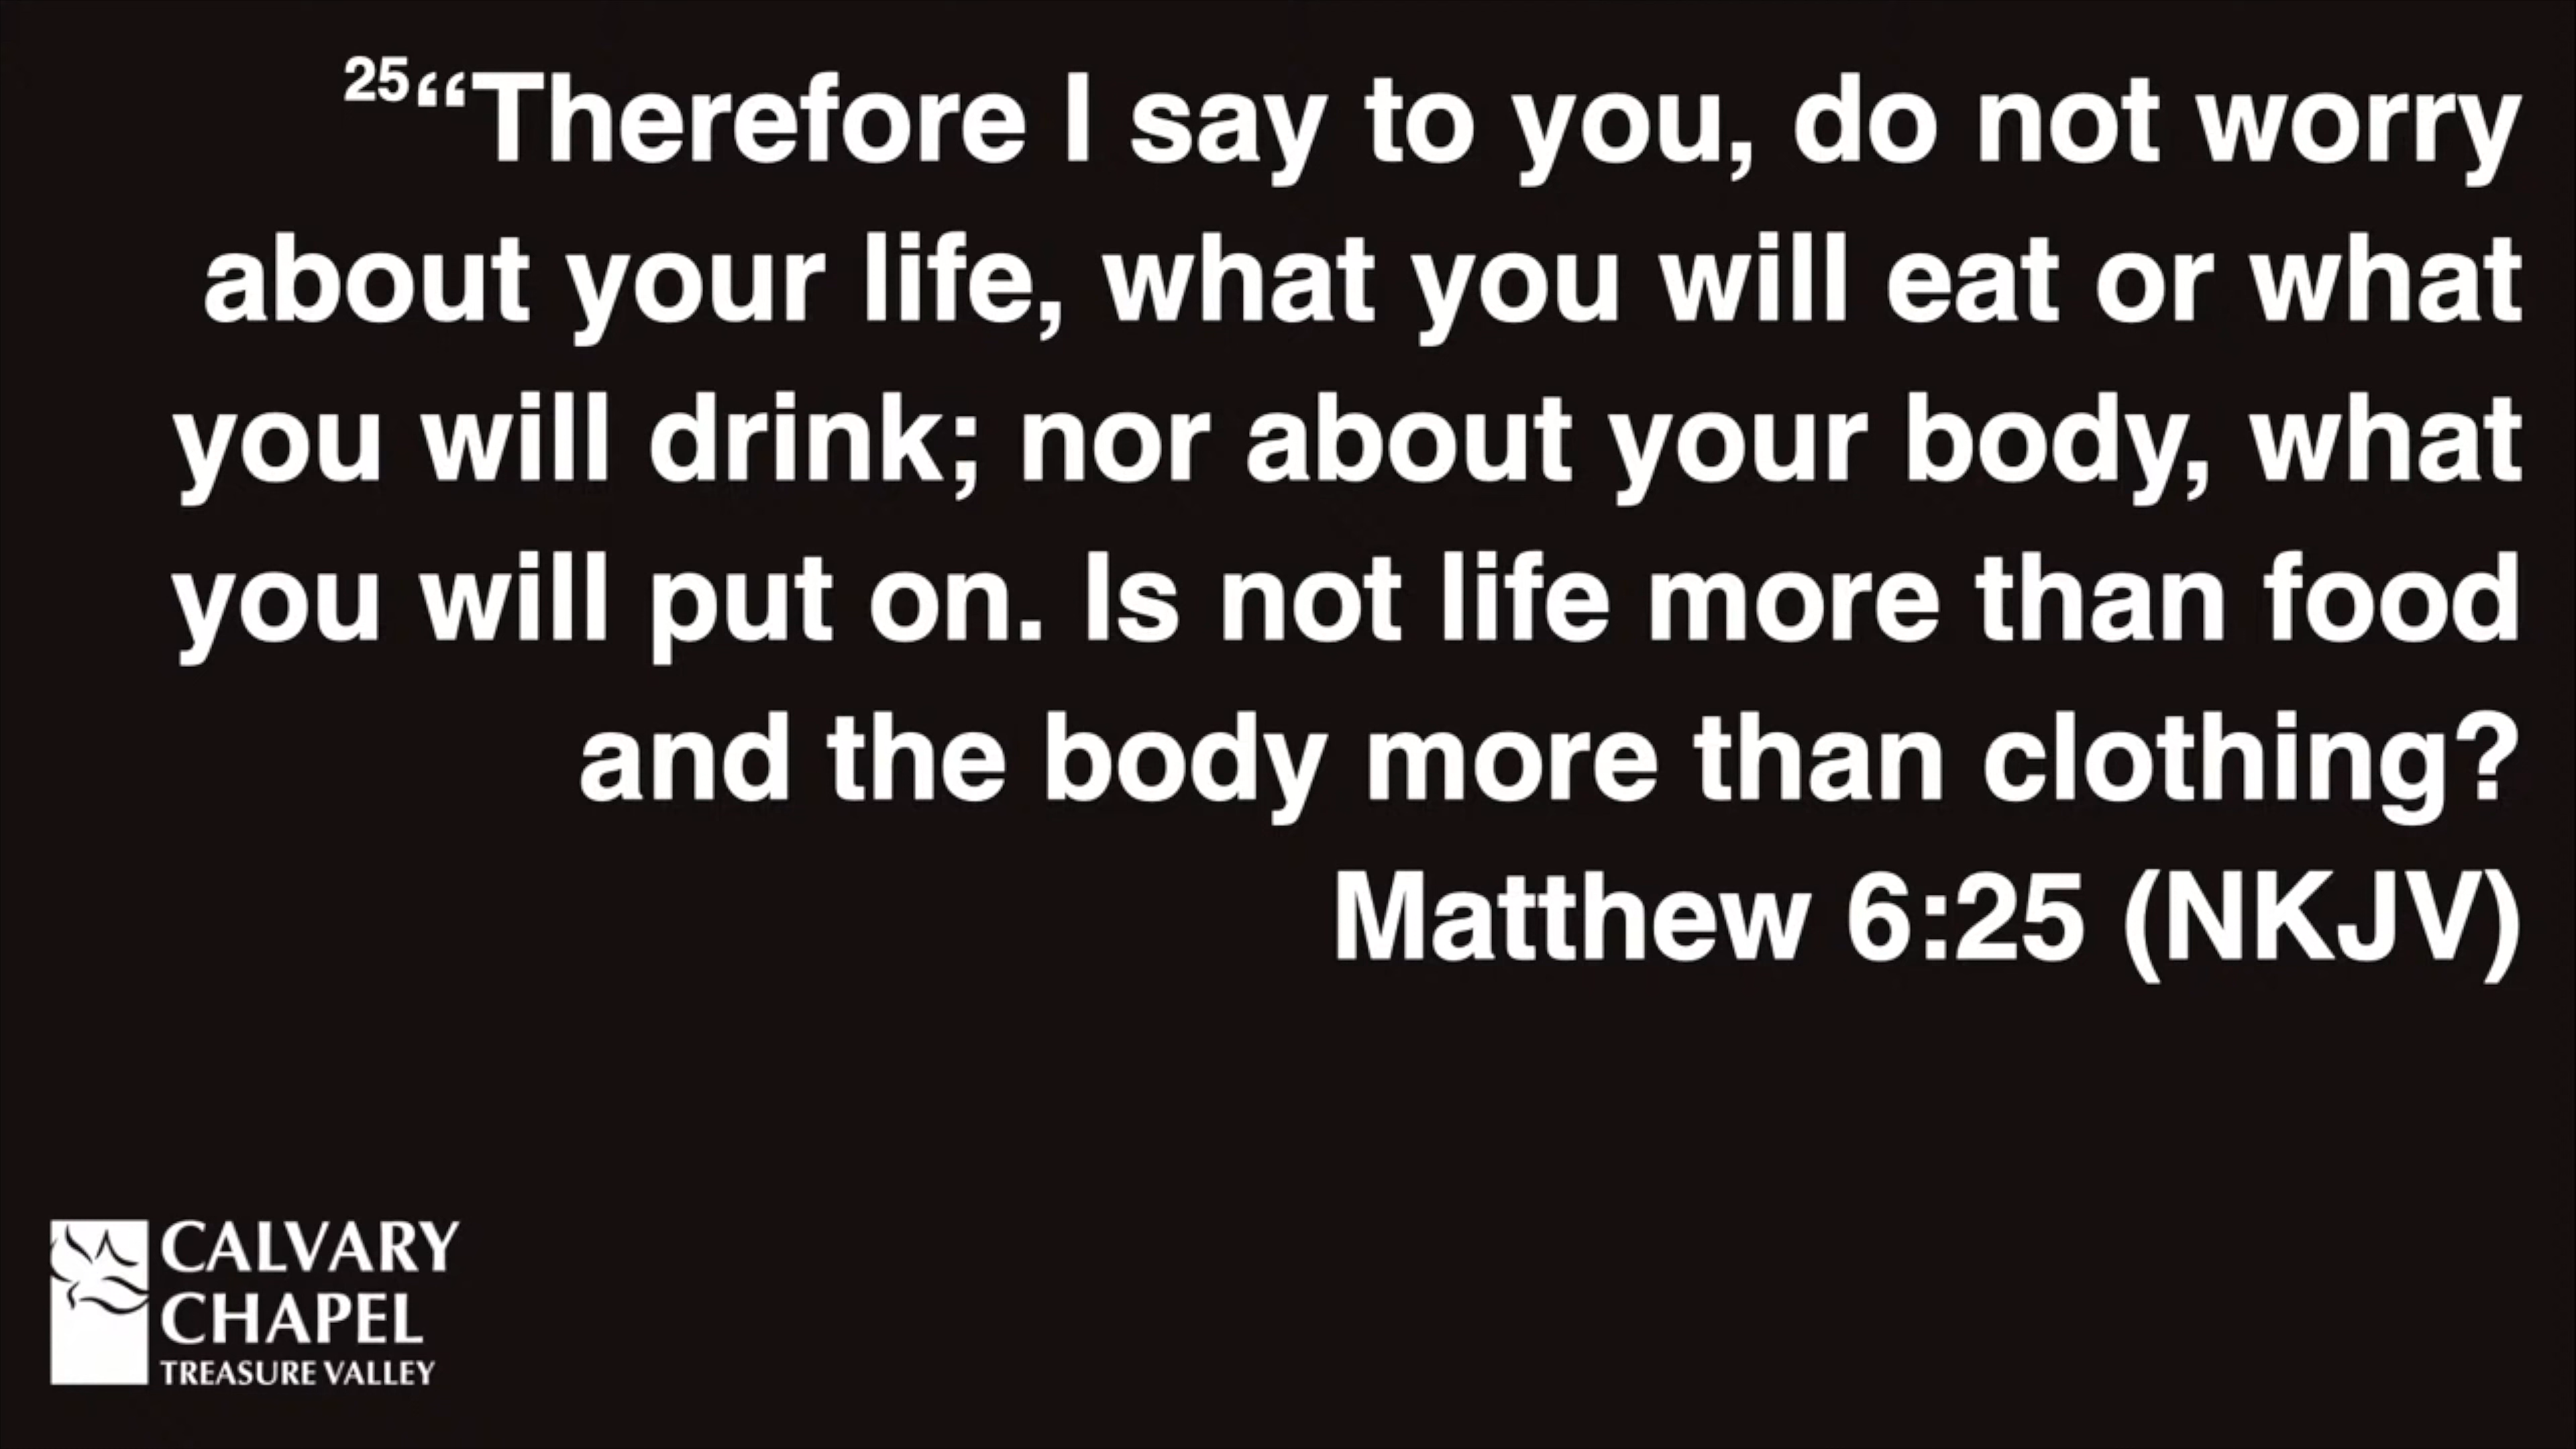 25“Therefore I say to you, do not worry
about your life, what you will eat or what
you will drink; nor about your body, what
you will put on. Is not life more than food
and the body more than clothing?
Matthew 6:25 (NKJV)
CALVARY
CHAPEL
TREASURE VALLEY